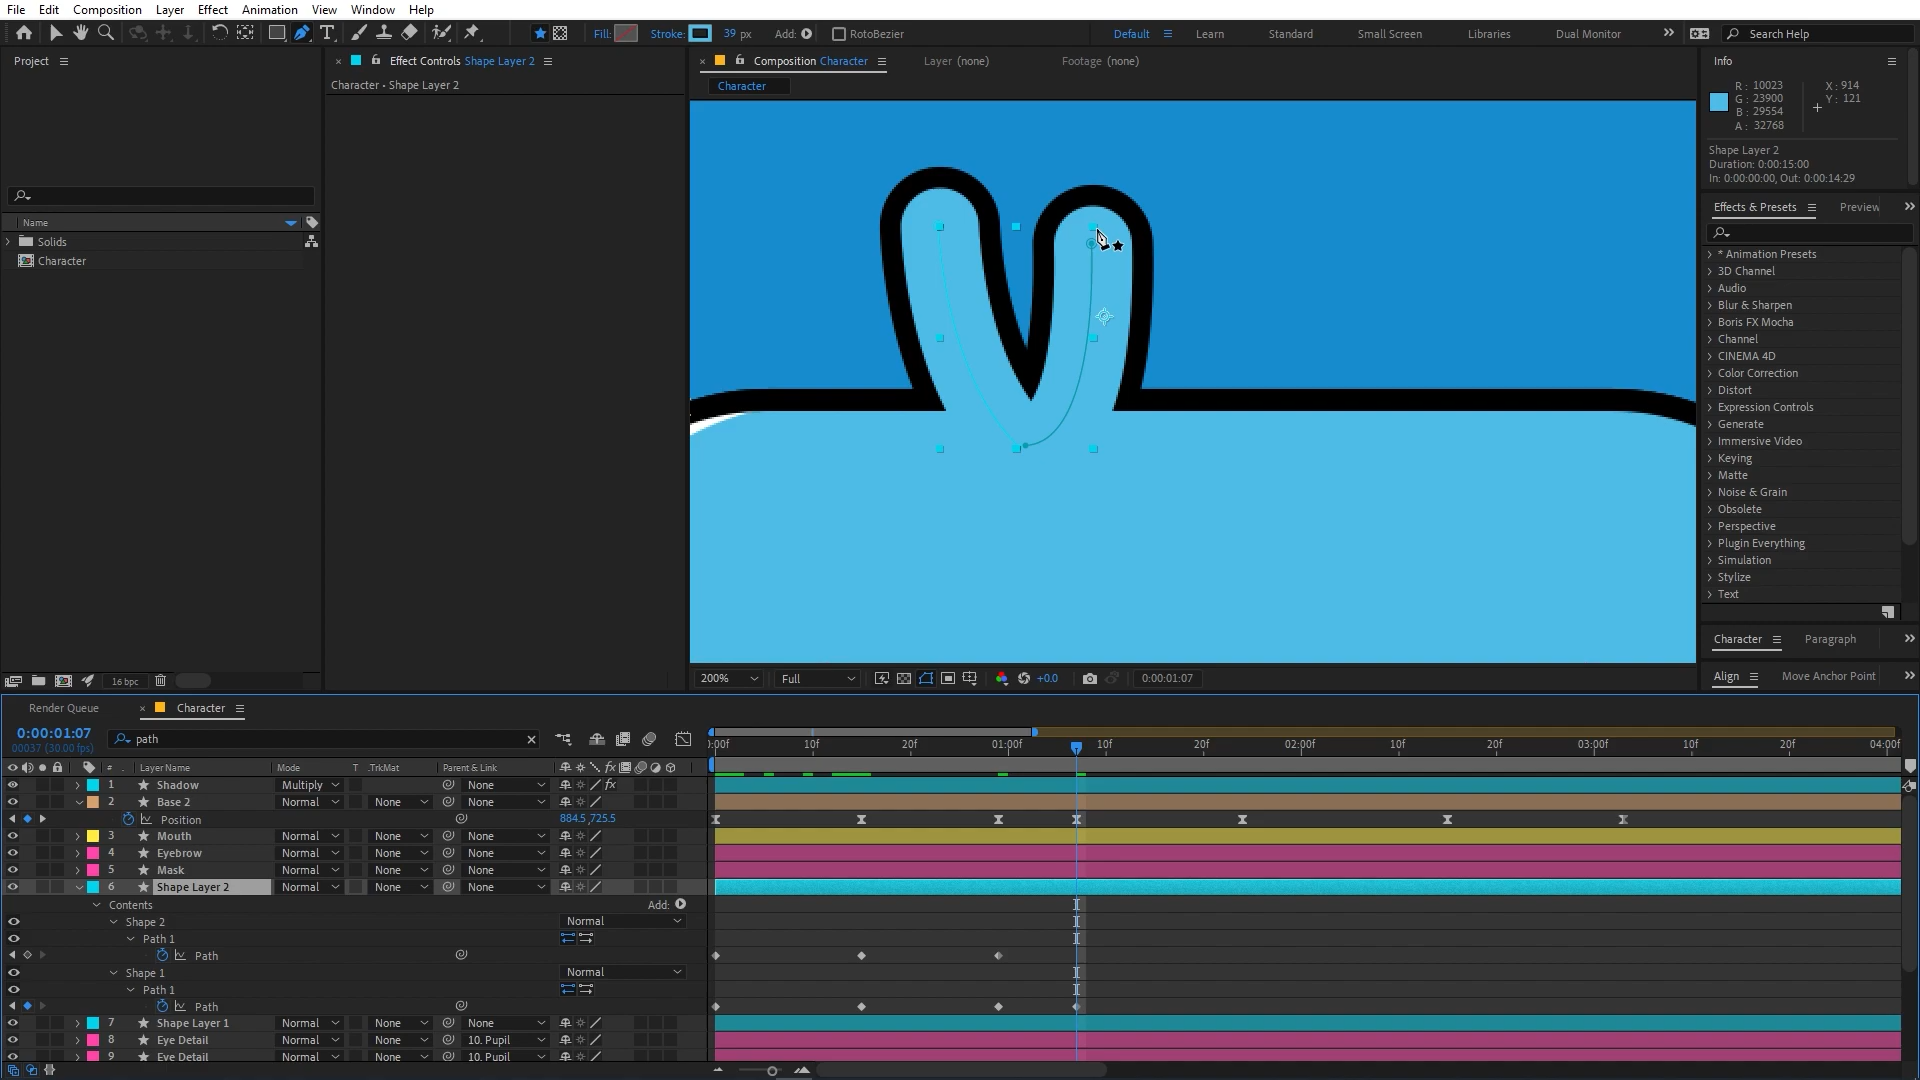 File Edit Composition Layer Effect Animation View Window Help
Fill: Stroke: 39 px Add: RotoBezier Default Learn Standard Small Screen Libraries Dual Monitor Search Help
Project Effect Controls Shape Layer 2 Composition Character Layer (none) Footage (none) Info
Character • Shape Layer 2 Character
R: 10023 X: 914
G: 23900 Y: 121
B: 29554
A: 32768
Shape Layer 2
Duration: 0:00:15:00
In: 0:00:00:00, Out: 0:00:14:29
Effects & Presets Preview
Name
Solids
Character
* Animation Presets
3D Channel
Audio
Blur & Sharpen
Boris FX Mocha
Channel
CINEMA 4D
Color Correction
Distort
Expression Controls
Generate
Immersive Video
Keying
Matte
Noise & Grain
Obsolete
Perspective
Plugin Everything
Simulation
Stylize
Text
Character Paragraph
Align Move Anchor Point
16 bpc 200% Full +0.0 0:00:01:07
Render Queue Character
0:00:01:07
00037 (30.00 fps)
path
0:00f 10f 20f 01:00f 10f 20f 02:00f 10f 20f 03:00f 10f 20f 04:00f
# Layer Name Mode T .TrkMat Parent & Link
1 Shadow Multiply None
2 Base 2 Normal None None
Position 884.5,725.5
3 Mouth Normal None None
4 Eyebrow Normal None None
5 Mask Normal None None
6 Shape Layer 2 Normal None None
Contents Add:
Shape 2 Normal
Path 1
Path
Shape 1 Normal
Path 1
Path
7 Shape Layer 1 Normal None None
8 Eye Detail Normal None 10. Pupil
9 Eye Detail Normal None 10. Pupil